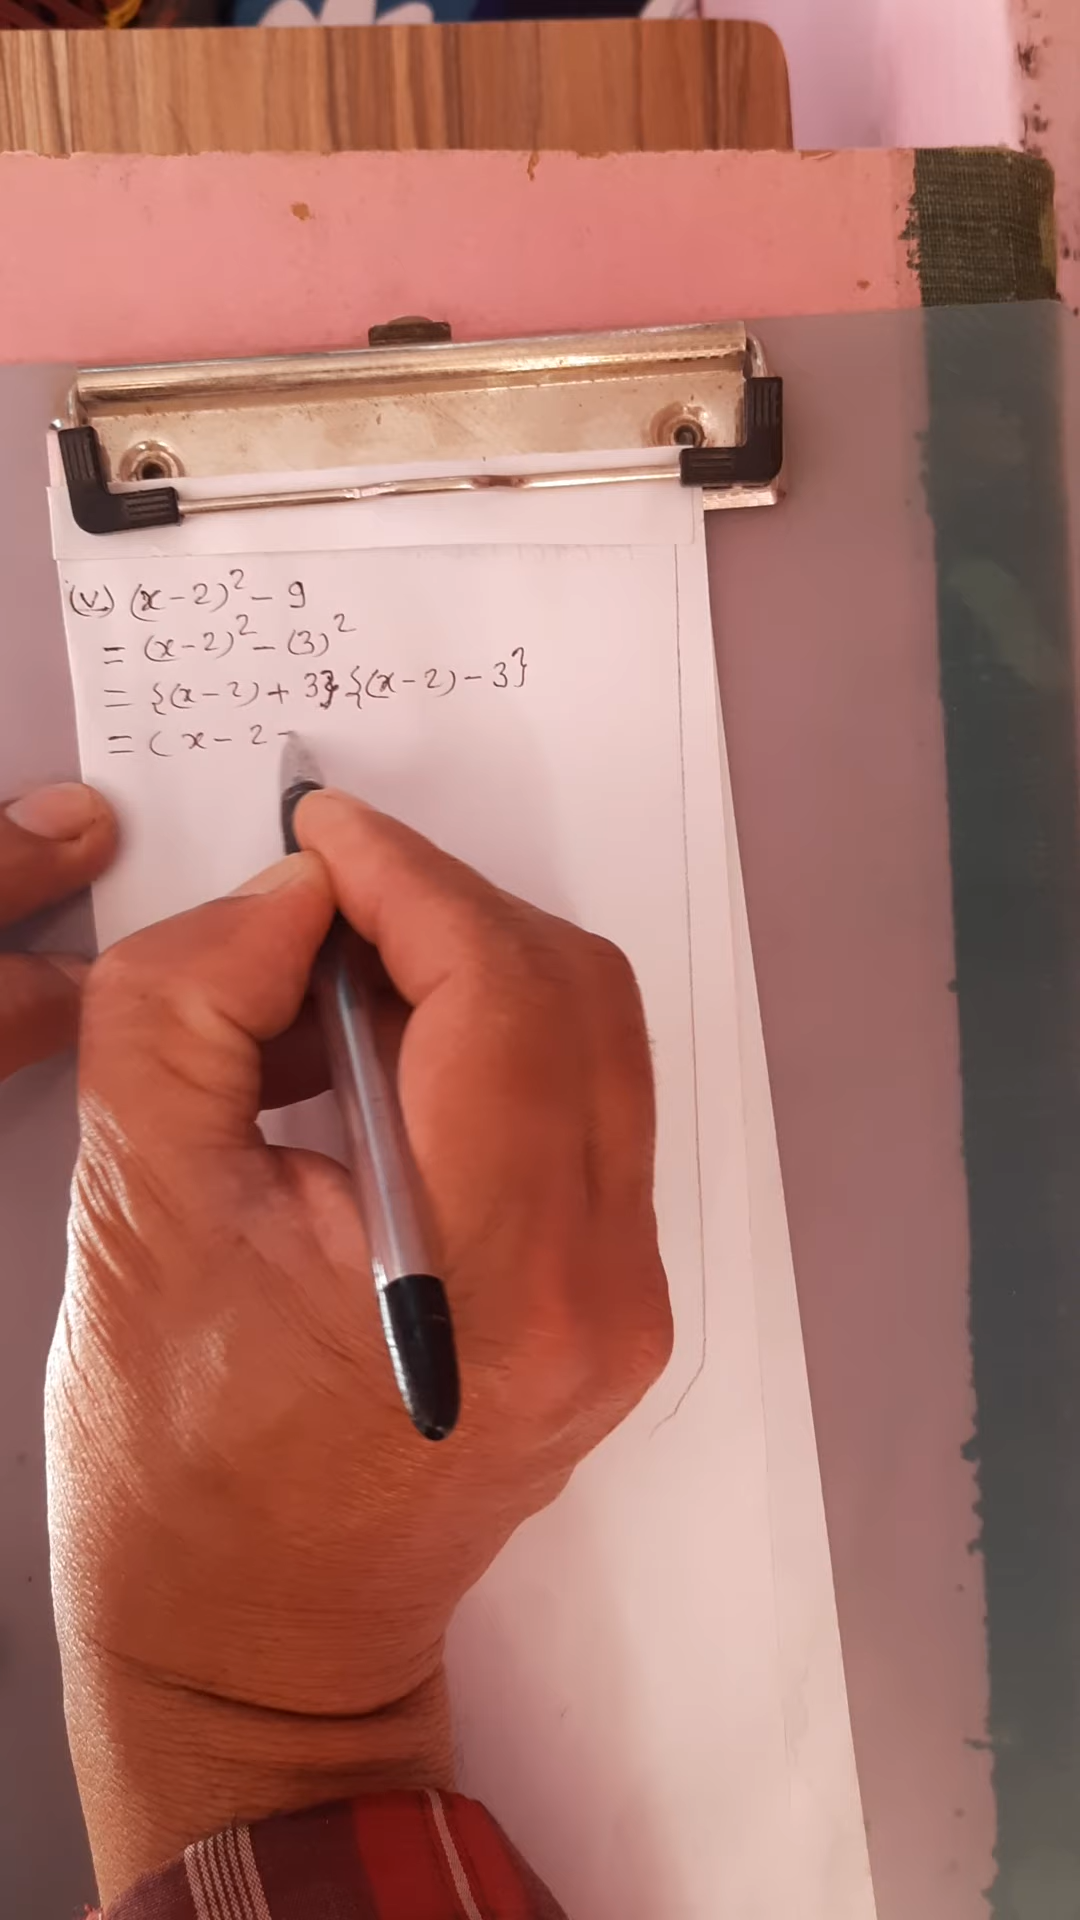 (v) (x-2)² - 9
= (x-2)² - (3)²
= {(x-2) + 3} {(x-2) - 3}
= (x - 2 -